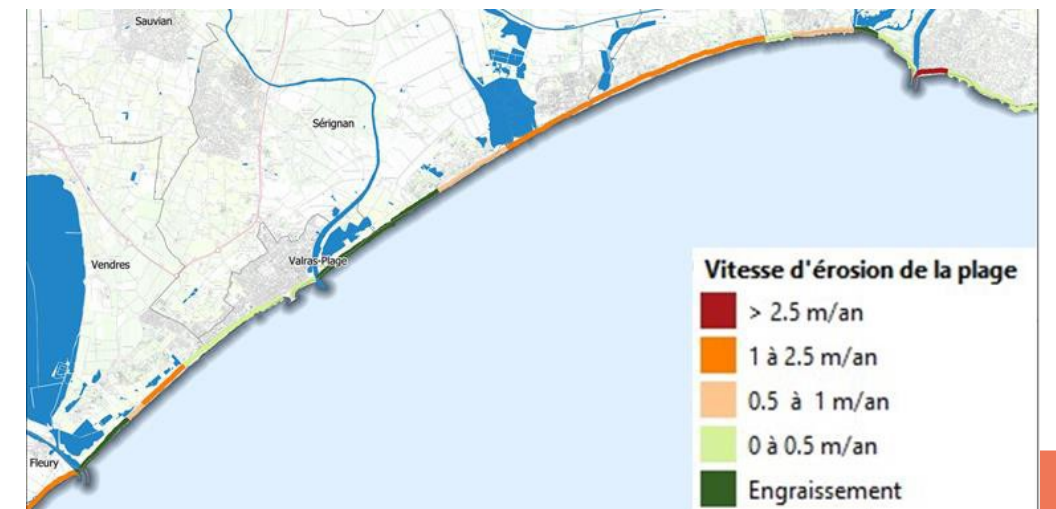 Sauvian
Sérignan
Vendres
Valras-Plage
Fleury
Vitesse d'érosion de la plage
> 2.5 m/an
1 à 2.5 m/an
0.5 à 1 m/an
0 à 0.5 m/an
Engraissement